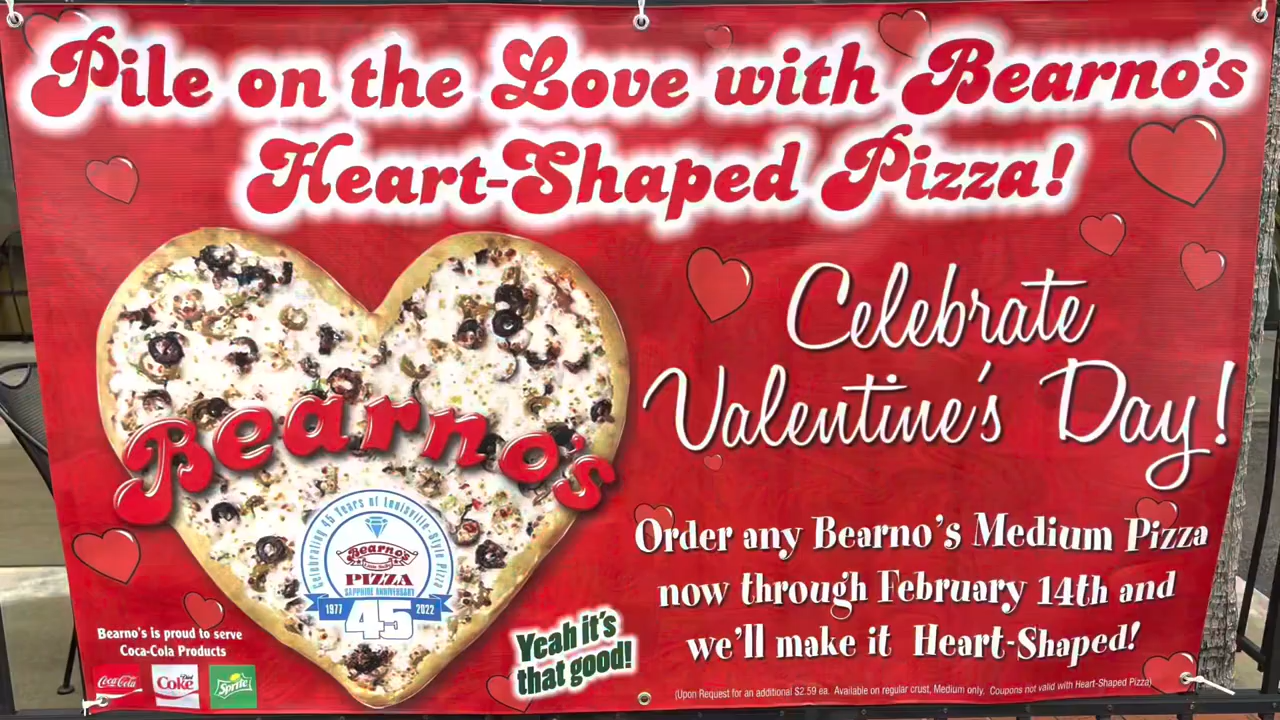 Pile on the Love with Bearno's
Heart-Shaped Pizza!
Celebrate
Valentine's Day!
Bearno's
Celebrating 45 Years of Louisville-Style Pizza
Bearno's
Little Sicily
PIZZA
SAPPHIRE ANNIVERSARY
1977 45 2022
Order any Bearno's Medium Pizza
now through February 14th and
we'll make it Heart-Shaped!
Yeah it's
that good!
Bearno's is proud to serve
Coca-Cola Products
Coca-Cola
Diet
Coke
Sprite
(Upon Request for an additional $2.59 ea. Available on regular crust, Medium only. Coupons not valid with Heart-Shaped Pizza)